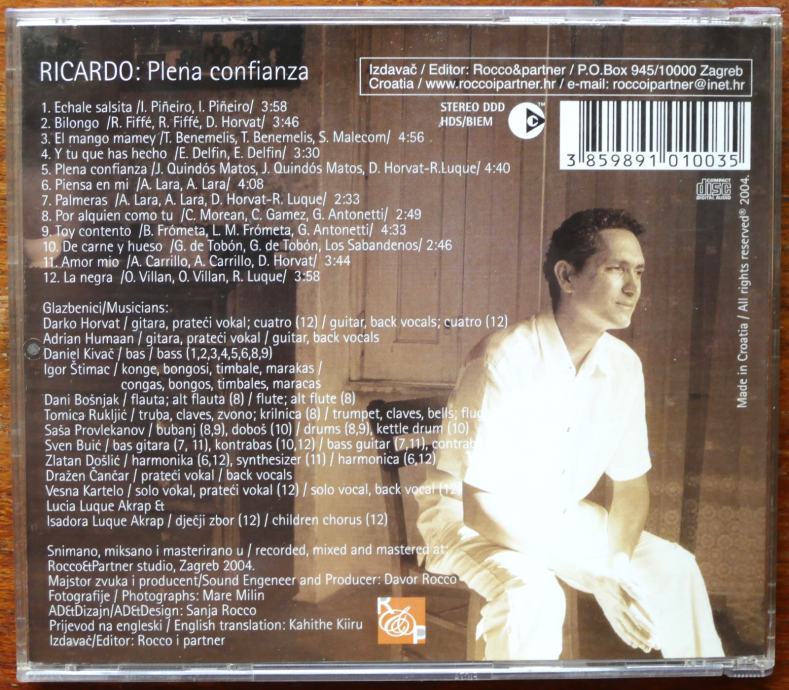 RICARDO: Plena confianza
Izdavač / Editor: Rocco&partner / P.O.Box 945/10000 Zagreb
Croatia / www.roccoipartner.hr / e-mail: roccoipartner@inet.hr
STEREO DDD
HDS/BIEM
3 859891 010035
COMPACT
disc
DIGITAL AUDIO
1. Echale salsita /I. Piñeiro, I. Piñeiro/ 3:58
2. Bilongo /R. Fiffé, R. Fiffé, D. Horvat/ 3:46
3. El mango mamey /T. Benemelis, T. Benemelis, S. Malecom/ 4:56
4. Y tu que has hecho /E. Delfin, E. Delfin/ 3:30
5. Plena confianza /J. Quindós Matos, J. Quindós Matos, D. Horvat-R.Luque/ 4:40
6. Piensa en mi /A. Lara, A. Lara/ 4:08
7. Palmeras /A. Lara, A. Lara, D. Horvat-R. Luque/ 2:33
8. Por alquien como tu /C. Morean, C. Gamez, G. Antonetti/ 2:49
9. Toy contento /B. Frómeta, L. M. Frómeta, G. Antonetti/ 4:33
10. De carne y hueso /G. de Tobón, G. de Tobón, Los Sabandenos/ 2:46
11. Amor mio /A. Carrillo, A. Carrillo, D. Horvat/ 3:44
12. La negra /O. Villan, O. Villan, R. Luque/ 3:58
Glazbenici/Musicians:
Darko Horvat / gitara, prateći vokal; cuatro (12) / guitar, back vocals; cuatro (12)
Adrian Humaan / gitara, prateći vokal / guitar, back vocals
Daniel Kivač / bas / bass (1,2,3,4,5,6,8,9)
Igor Štimac / konge, bongosi, timbale, marakas /
congas, bongos, timbales, maracas
Dani Bošnjak / flauta; alt flauta (8) / flute; alt flute (8)
Tomica Rukljić / truba, claves, zvono; krilnica (8) / trumpet, claves, bells; flug
Saša Provlekanov / bubanj (8,9), doboš (10) / drums (8,9), kettle drum (10)
Sven Buić / bas gitara (7, 11), kontrabas (10,12) / bass guitar (7,11), contrab
Zlatan Došlić / harmonika (6,12), synthesizer (11) / harmonica (6,12)
Dražen Čančar / prateći vokal / back vocals
Vesna Kartelo / solo vokal, prateći vokal (12) / solo vocal, back vocal (12)
Lucia Luque Akrap &
Isadora Luque Akrap / dječji zbor (12) / children chorus (12)
Snimano, miksano i masterirano u / recorded, mixed and mastered at:
Rocco&Partner studio, Zagreb 2004.
Majstor zvuka i producent/Sound Engeneer and Producer: Davor Rocco
Fotografije / Photographs: Mare Milin
AD&Dizajn/AD&Design: Sanja Rocco
Prijevod na engleski / English translation: Kahithe Kiiru
Izdavač/Editor: Rocco i partner
R&P
Made in Croatia / All rights reserved® 2004.